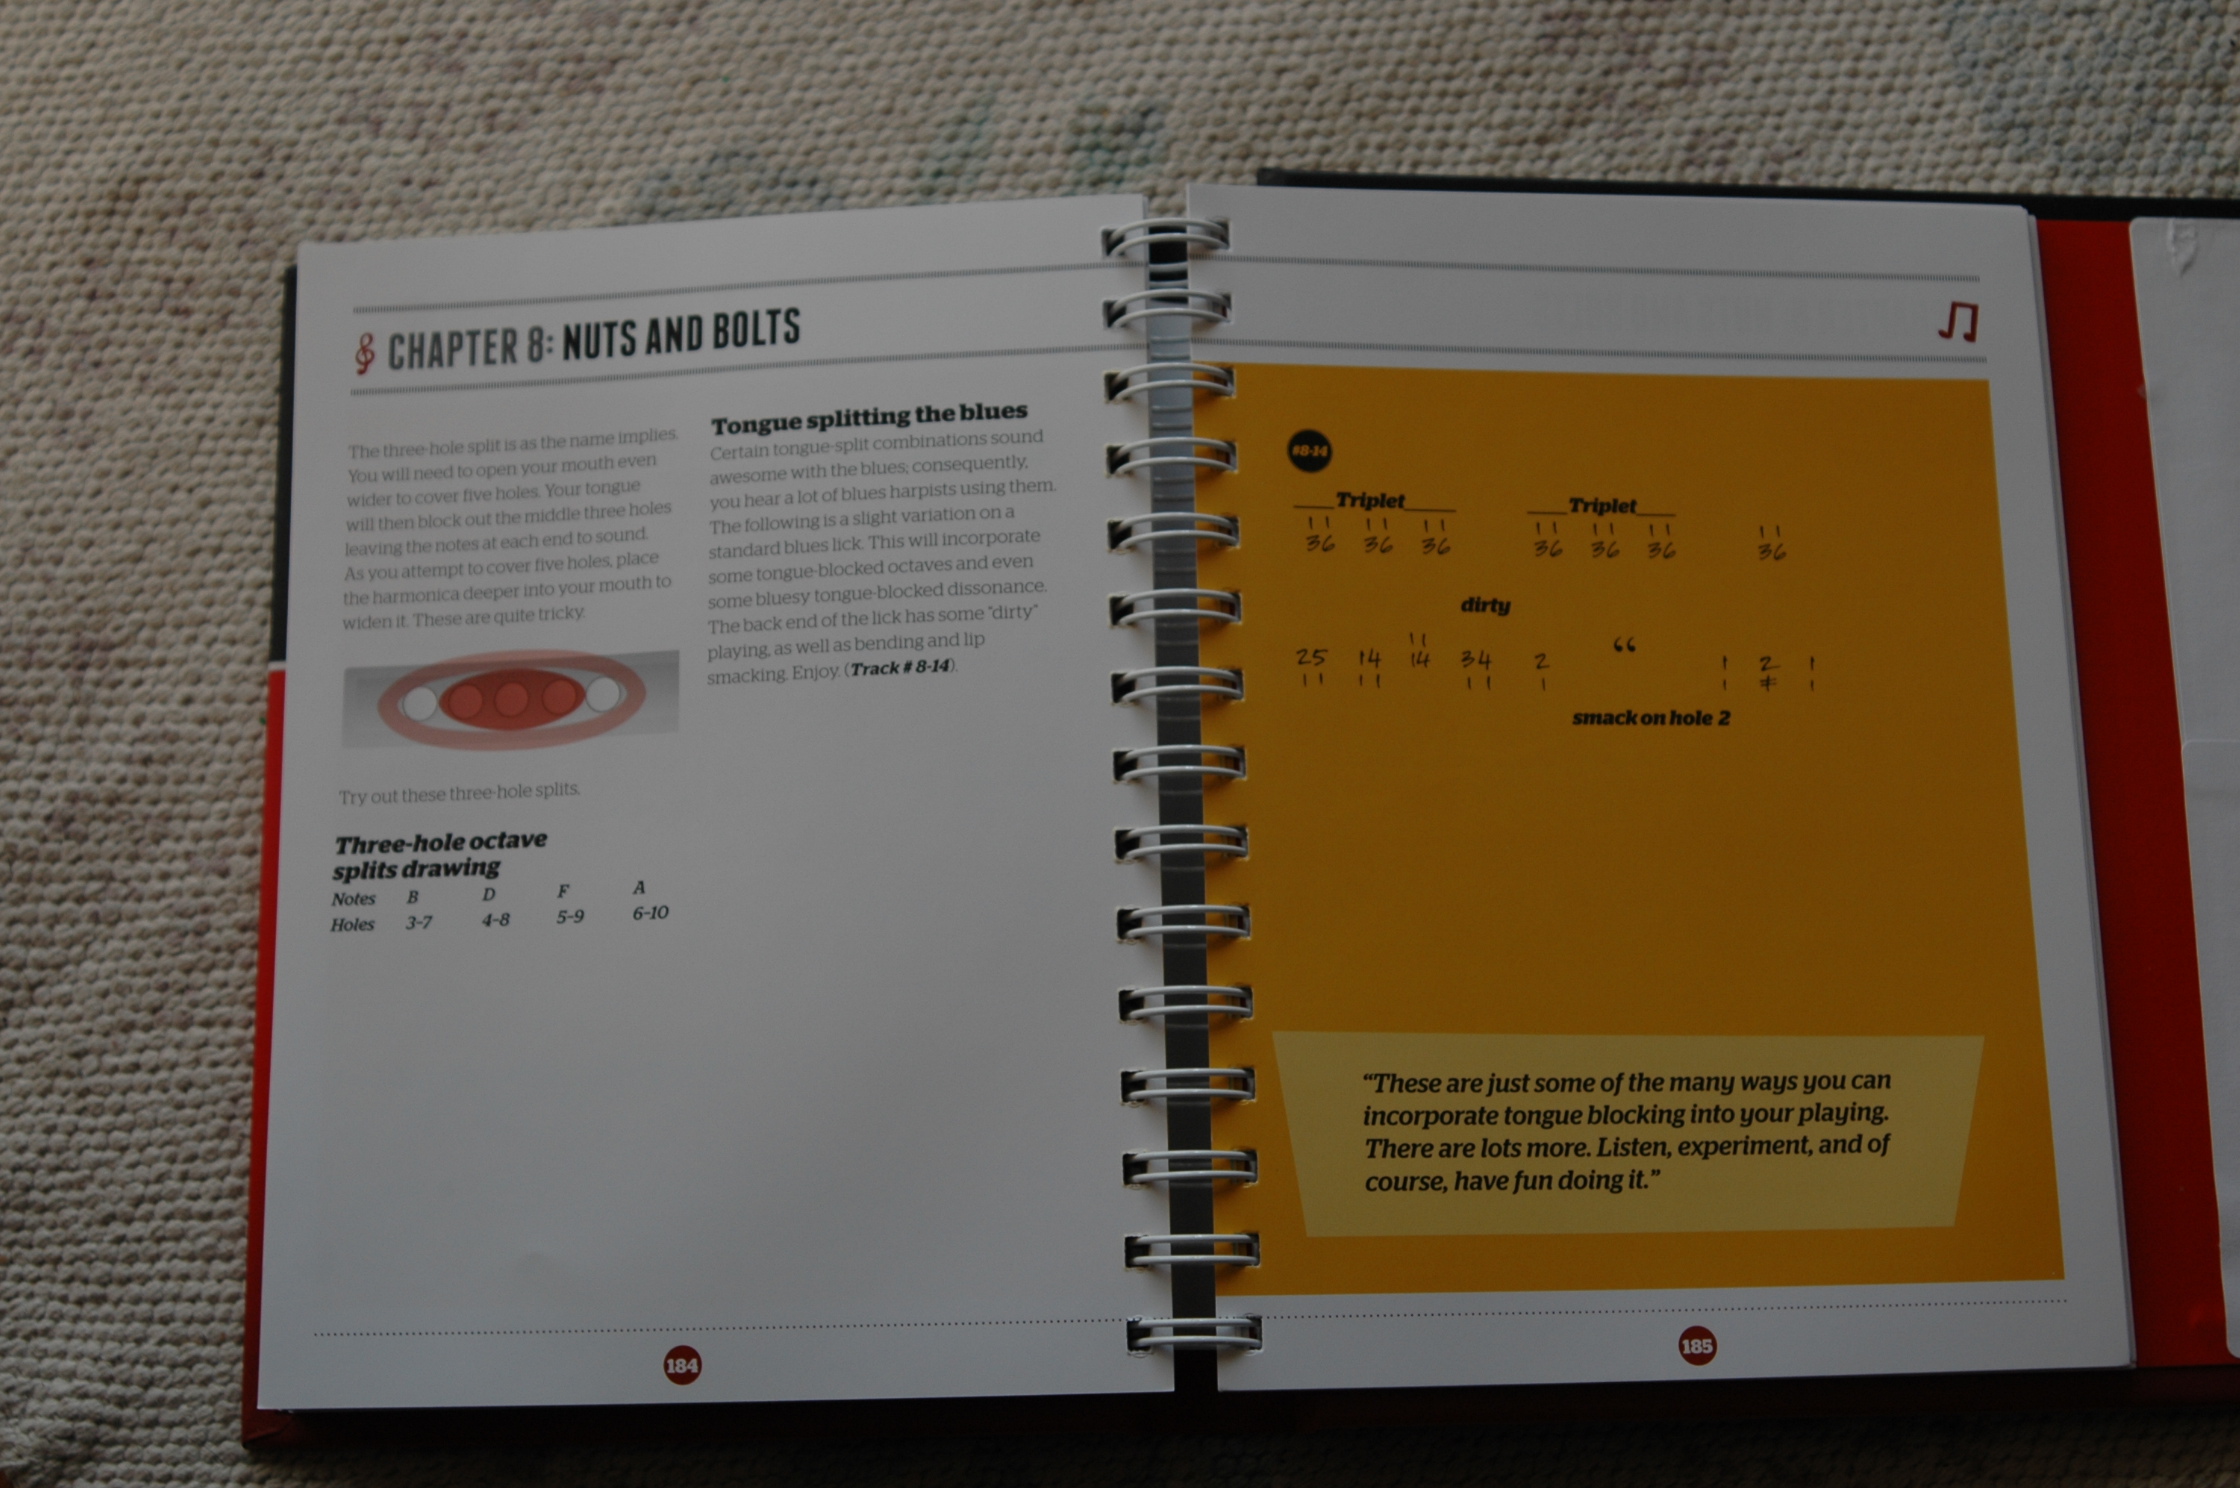 CHAPTER 8: NUTS AND BOLTS
The three-hole split is as the name implies.
You will need to open your mouth even
wider to cover five holes. Your tongue
will then block out the middle three holes
leaving the notes at each end to sound.
As you attempt to cover five holes, place
the harmonica deeper into your mouth to
widen it. These are quite tricky.
Try out these three-hole splits.
Three-hole octave
splits drawing
Notes B D F A
Holes 3-7 4-8 5-9 6-10
Tongue splitting the blues
Certain tongue-split combinations sound
awesome with the blues; consequently,
you hear a lot of blues harpists using them.
The following is a slight variation on a
standard blues lick. This will incorporate
some tongue-blocked octaves and even
some bluesy tongue-blocked dissonance.
The back end of the lick has some "dirty"
playing, as well as bending and lip
smacking. Enjoy. (Track # 8-14).
184
#8-14
Triplet Triplet
36 36 36 36 36 36 36
dirty
25 14 14 34 2 66 1 2 1
smack on hole 2
“These are just some of the many ways you can
incorporate tongue blocking into your playing.
There are lots more. Listen, experiment, and of
course, have fun doing it.”
185